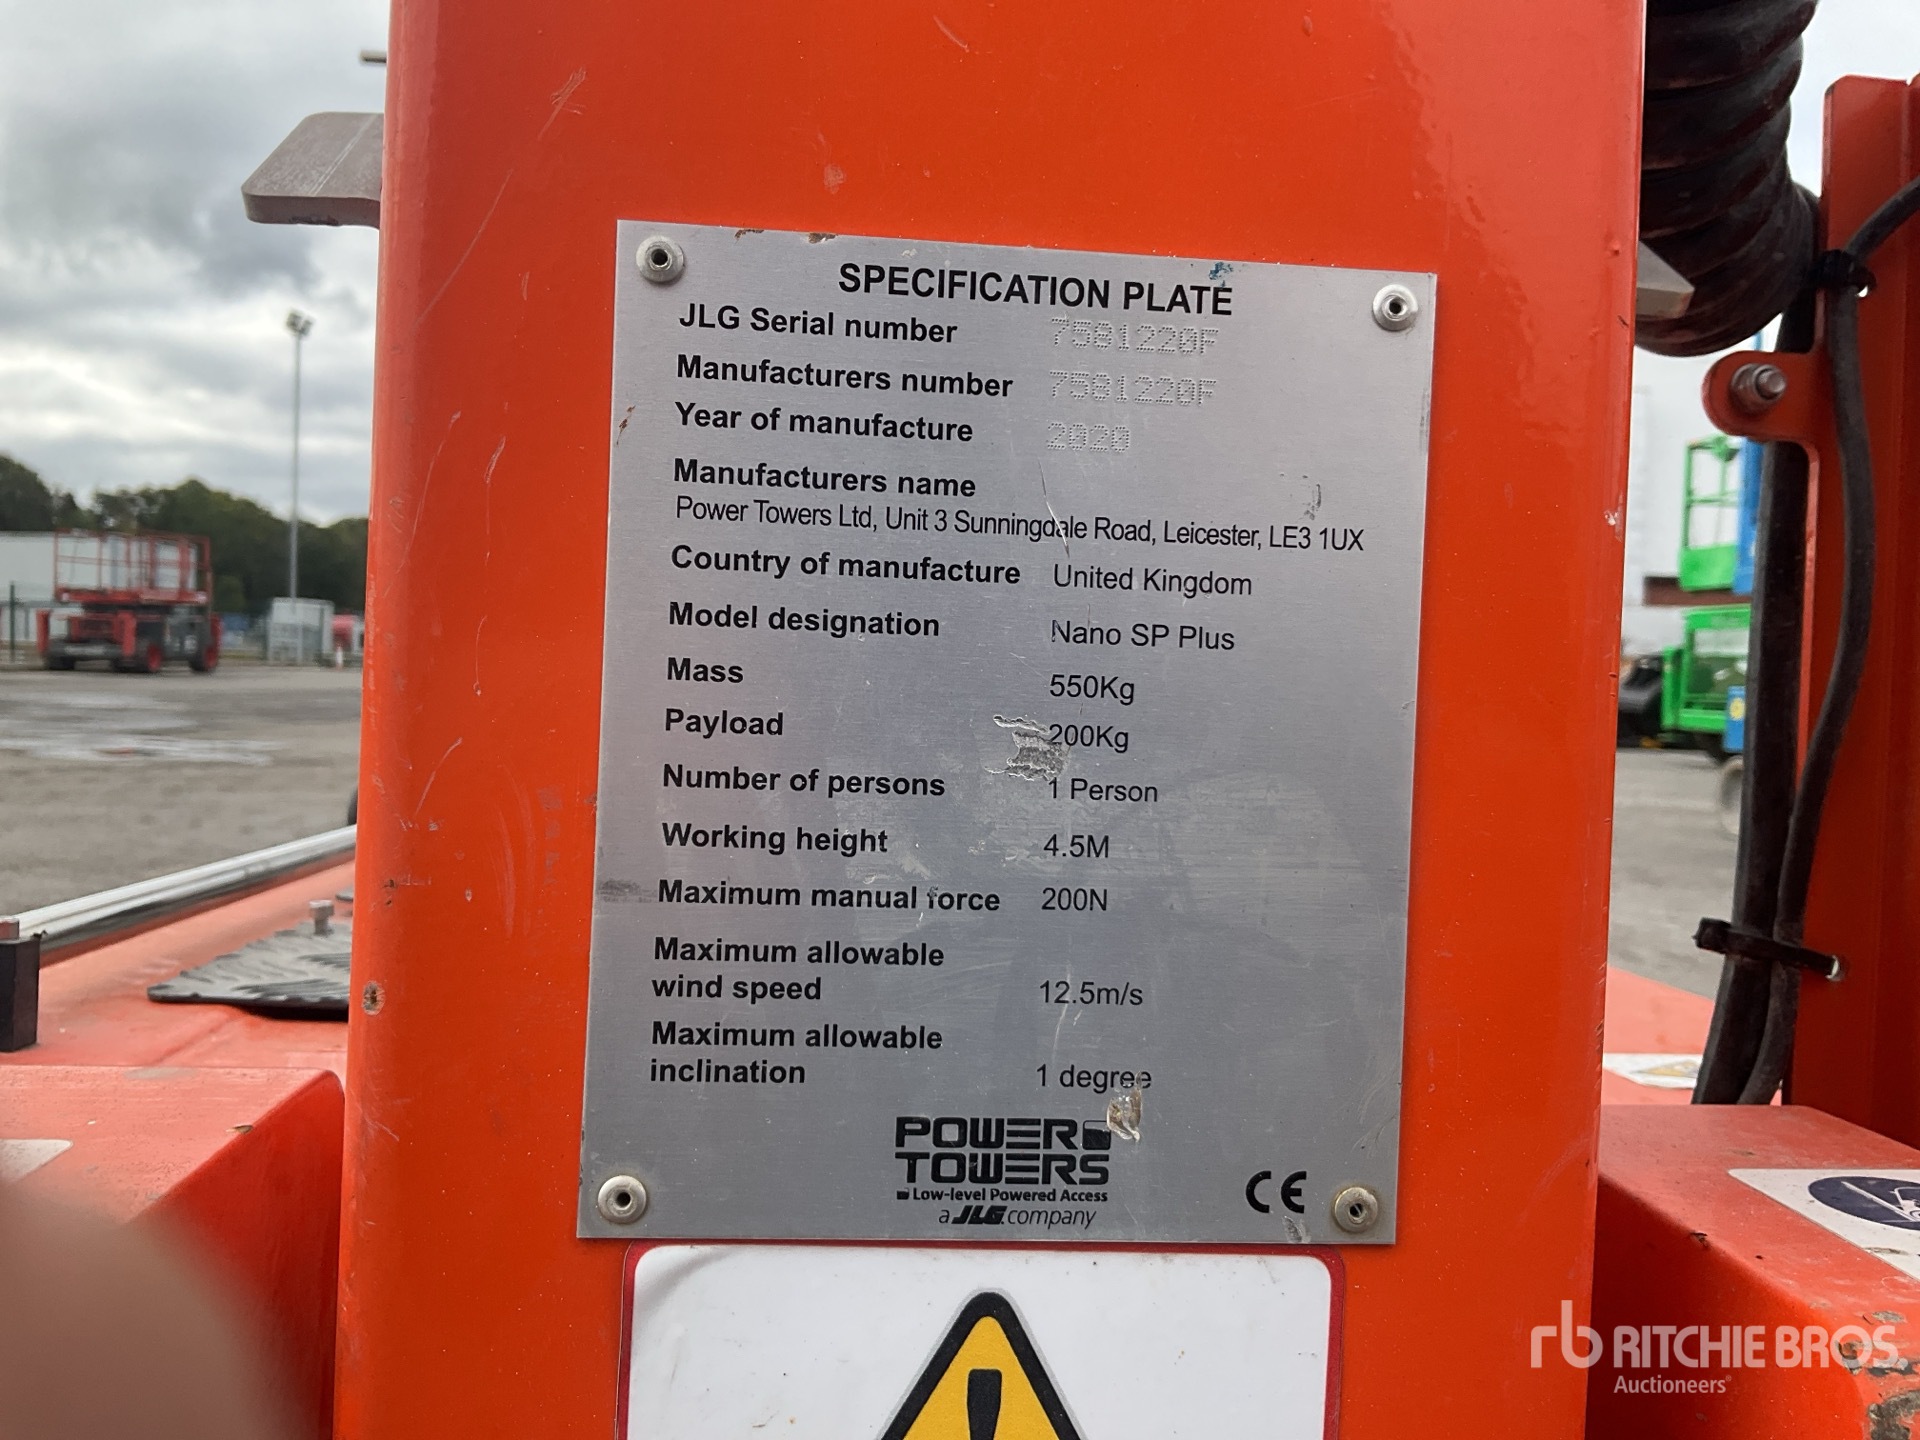 SPECIFICATION PLATE
JLG Serial number 7581220F
Manufacturers number 7581220F
Year of manufacture 2020
Manufacturers name
Power Towers Ltd, Unit 3 Sunningdale Road, Leicester, LE3 1UX
Country of manufacture United Kingdom
Model designation Nano SP Plus
Mass 550Kg
Payload 200Kg
Number of persons 1 Person
Working height 4.5M
Maximum manual force 200N
Maximum allowable
wind speed 12.5m/s
Maximum allowable
inclination 1 degree
POWER
TOWERS
Low-level Powered Access
a JLG company
CE
rb RITCHIE BROS.
Auctioneers